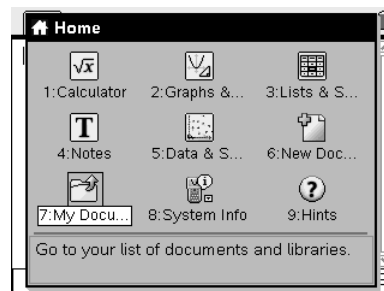 Home
√x
1:Calculator 2:Graphs &... 3:Lists & S...
T
4:Notes 5:Data & S... 6:New Doc...
?
7:My Docu... 8:System Info 9:Hints
Go to your list of documents and libraries.